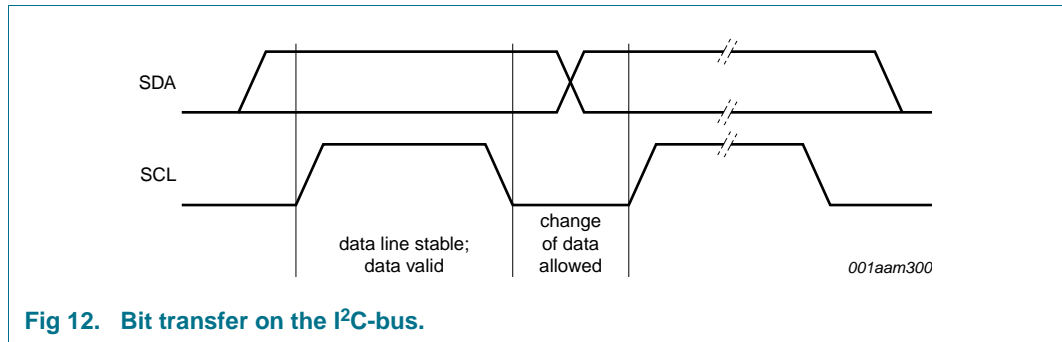 SDA
SCL
data line stable;
data valid
change
of data
allowed
001aam300
Fig 12. Bit transfer on the I²C-bus.